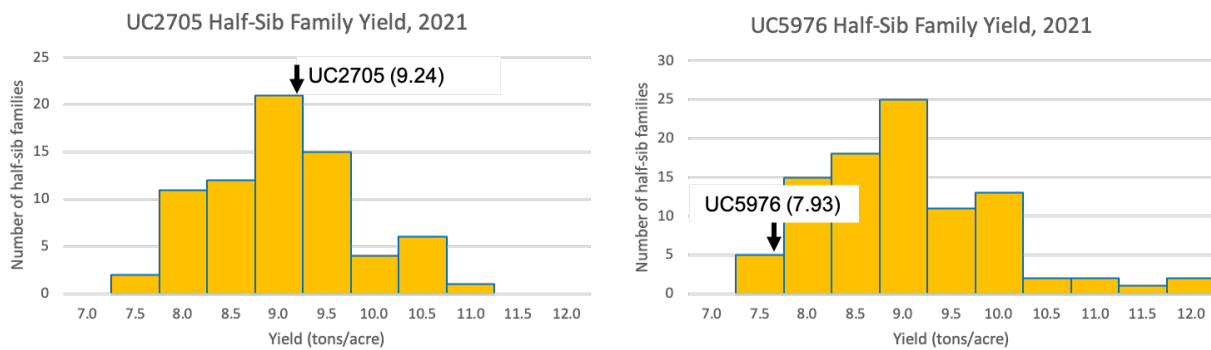 UC2705 Half-Sib Family Yield, 2021
25
20
15
10
5
0
Number of half-sib families
UC2705 (9.24)
7.0 7.5 8.0 8.5 9.0 9.5 10.0 10.5 11.0 11.5 12.0
Yield (tons/acre)
UC5976 Half-Sib Family Yield, 2021
30
25
20
15
10
5
0
Number of half-sib families
UC5976 (7.93)
7.0 7.5 8.0 8.5 9.0 9.5 10.0 10.5 11.0 11.5 12.0
Yield (tons/acre)